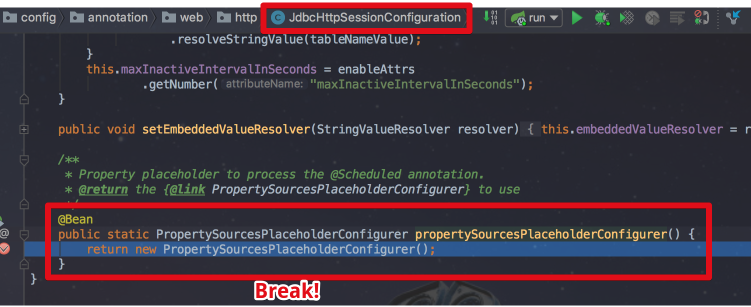 config annotation web http JdbcHttpSessionConfiguration run
.resolveStringValue(tableNameValue);
}
this.maxInactiveIntervalInSeconds = enableAttrs
.getNumber( attributeName: "maxInactiveIntervalInSeconds");
}
public void setEmbeddedValueResolver(StringValueResolver resolver) { this.embeddedValueResolver = r
/**
* Property placeholder to process the @Scheduled annotation.
* @return the {@link PropertySourcesPlaceholderConfigurer} to use
*/
@Bean
public static PropertySourcesPlaceholderConfigurer propertySourcesPlaceholderConfigurer() {
return new PropertySourcesPlaceholderConfigurer();
}
}
Break!